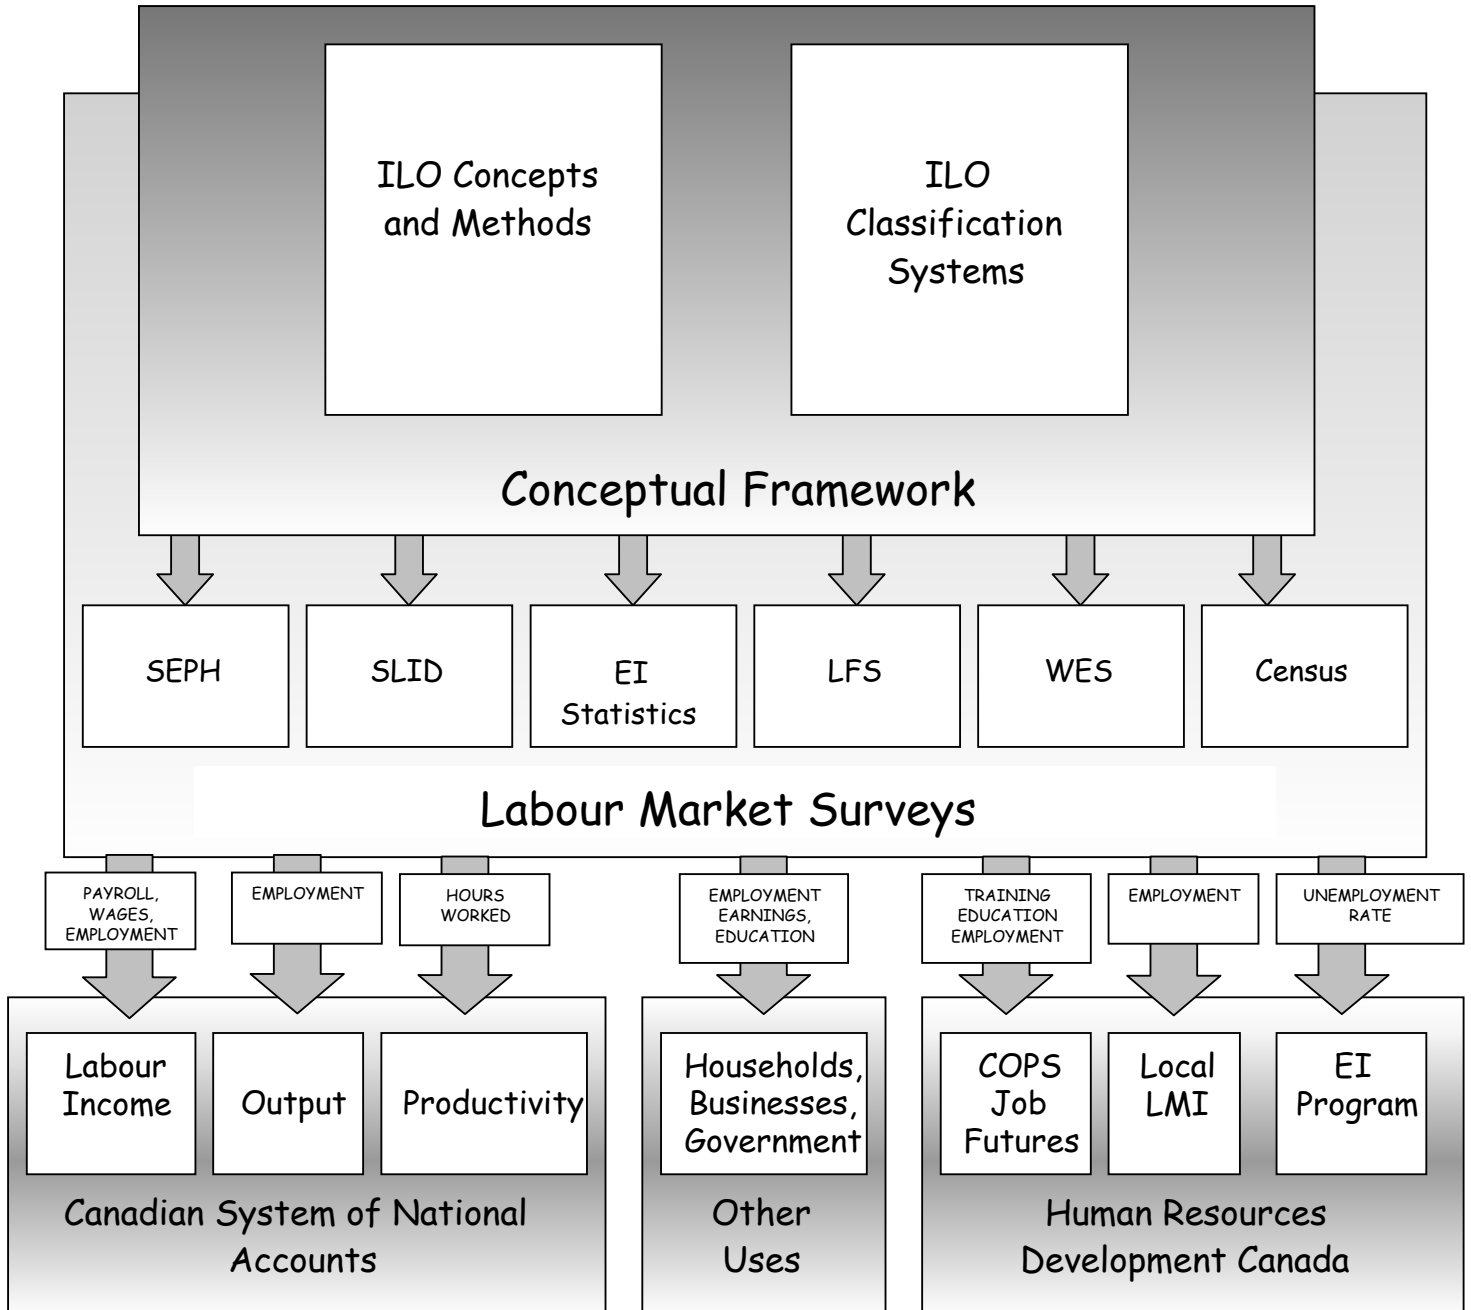 ILO Concepts
and Methods
ILO
Classification
Systems
Conceptual Framework
SEPH
SLID
EI
Statistics
LFS
WES
Census
Labour Market Surveys
PAYROLL,
WAGES,
EMPLOYMENT
EMPLOYMENT
HOURS
WORKED
EMPLOYMENT
EARNINGS,
EDUCATION
TRAINING
EDUCATION
EMPLOYMENT
EMPLOYMENT
UNEMPLOYMENT
RATE
Labour
Income
Output
Productivity
Households,
Businesses,
Government
COPS
Job
Futures
Local
LMI
EI
Program
Canadian System of National
Accounts
Other
Uses
Human Resources
Development Canada